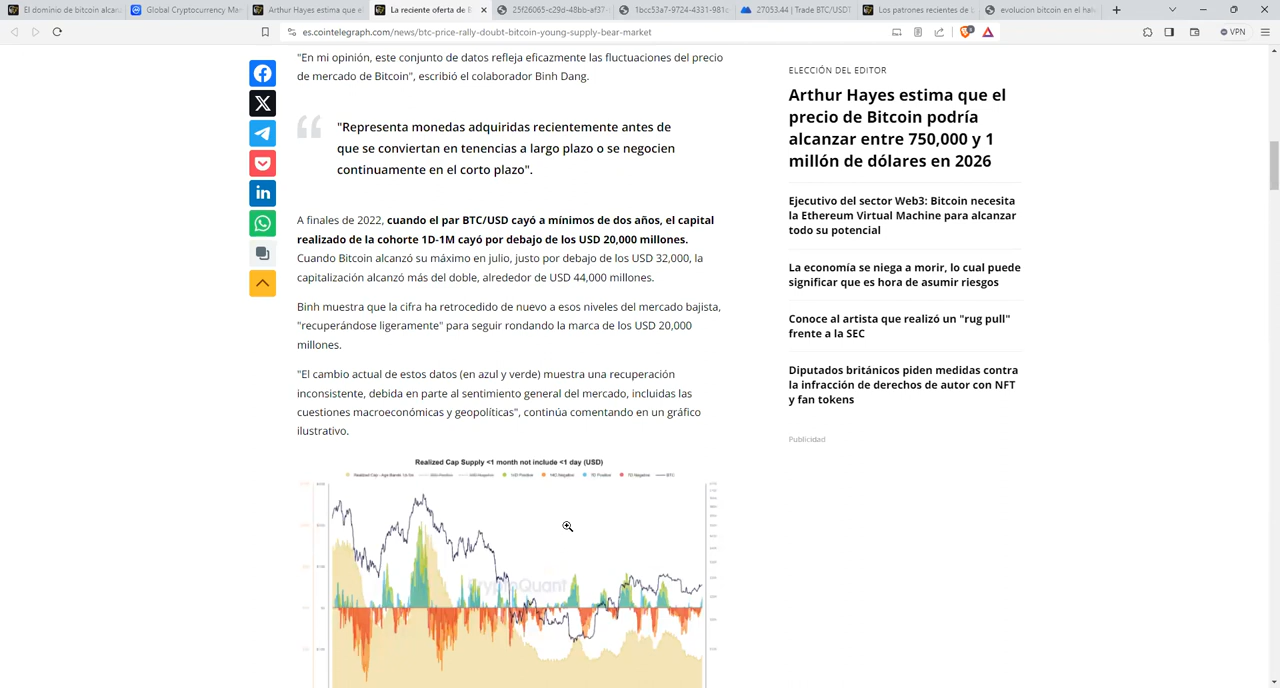 El dominio de bitcoin alcan
Global Cryptocurrency Mar
Arthur Hayes estima que e
La reciente oferta de B
25f26065-c29d-48bb-af37-
1bcc53a7-9724-4331-981c
27053.44 | Trade BTC/USDT
Los patrones recientes de L
evolucion bitcoin en el hal
es.cointelegraph.com/news/btc-price-rally-doubt-bitcoin-young-supply-bear-market
VPN
"En mi opinión, este conjunto de datos refleja eficazmente las fluctuaciones del precio
de mercado de Bitcoin", escribió el colaborador Binh Dang.
"Representa monedas adquiridas recientemente antes de
que se conviertan en tenencias a largo plazo o se negocien
continuamente en el corto plazo".
A finales de 2022, cuando el par BTC/USD cayó a mínimos de dos años, el capital
realizado de la cohorte 1D-1M cayó por debajo de los USD 20,000 millones.
Cuando Bitcoin alcanzó su máximo en julio, justo por debajo de los USD 32,000, la
capitalización alcanzó más del doble, alrededor de USD 44,000 millones.
Binh muestra que la cifra ha retrocedido de nuevo a esos niveles del mercado bajista,
"recuperándose ligeramente" para seguir rondando la marca de los USD 20,000
millones.
"El cambio actual de estos datos (en azul y verde) muestra una recuperación
inconsistente, debida en parte al sentimiento general del mercado, incluidas las
cuestiones macroeconómicas y geopolíticas", continúa comentando en un gráfico
ilustrativo.
Realized Cap Supply <1 month not include <1 day (USD)
CryptoQuant
ELECCIÓN DEL EDITOR
Arthur Hayes estima que el
precio de Bitcoin podría
alcanzar entre 750,000 y 1
millón de dólares en 2026
Ejecutivo del sector Web3: Bitcoin necesita
la Ethereum Virtual Machine para alcanzar
todo su potencial
La economía se niega a morir, lo cual puede
significar que es hora de asumir riesgos
Conoce al artista que realizó un "rug pull"
frente a la SEC
Diputados británicos piden medidas contra
la infracción de derechos de autor con NFT
y fan tokens
Publicidad